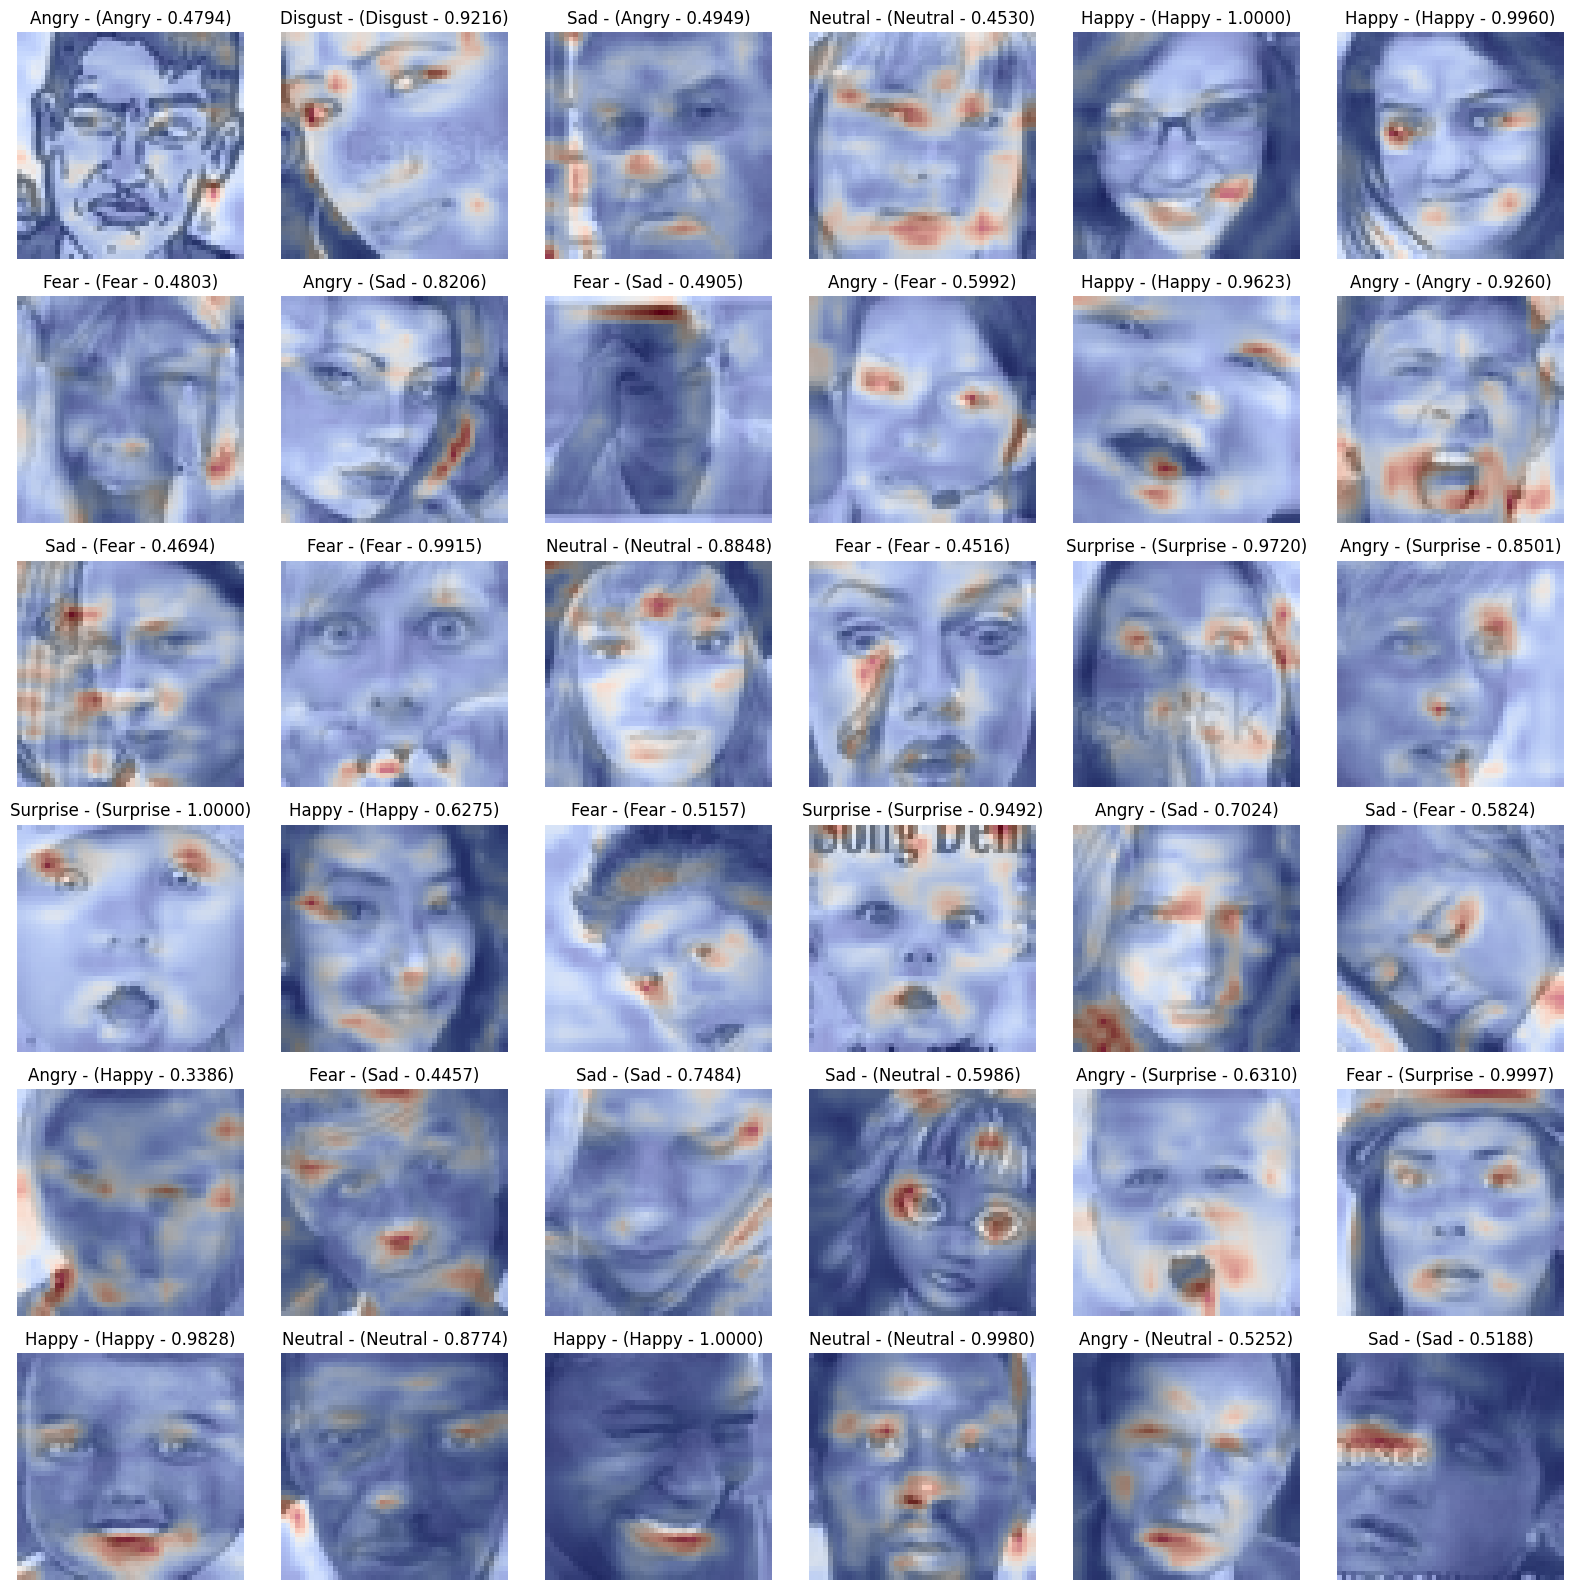 Angry - (Angry - 0.4794)
Disgust - (Disgust - 0.9216)
Sad - (Angry - 0.4949)
Neutral - (Neutral - 0.4530)
Happy - (Happy - 1.0000)
Happy - (Happy - 0.9960)
Fear - (Fear - 0.4803)
Angry - (Sad - 0.8206)
Fear - (Sad - 0.4905)
Angry - (Fear - 0.5992)
Happy - (Happy - 0.9623)
Angry - (Angry - 0.9260)
Sad - (Fear - 0.4694)
Fear - (Fear - 0.9915)
Neutral - (Neutral - 0.8848)
Fear - (Fear - 0.4516)
Surprise - (Surprise - 0.9720)
Angry - (Surprise - 0.8501)
Surprise - (Surprise - 1.0000)
Happy - (Happy - 0.6275)
Fear - (Fear - 0.5157)
Surprise - (Surprise - 0.9492)
Angry - (Sad - 0.7024)
Sad - (Fear - 0.5824)
Angry - (Happy - 0.3386)
Fear - (Sad - 0.4457)
Sad - (Sad - 0.7484)
Sad - (Neutral - 0.5986)
Angry - (Surprise - 0.6310)
Fear - (Surprise - 0.9997)
Happy - (Happy - 0.9828)
Neutral - (Neutral - 0.8774)
Happy - (Happy - 1.0000)
Neutral - (Neutral - 0.9980)
Angry - (Neutral - 0.5252)
Sad - (Sad - 0.5188)